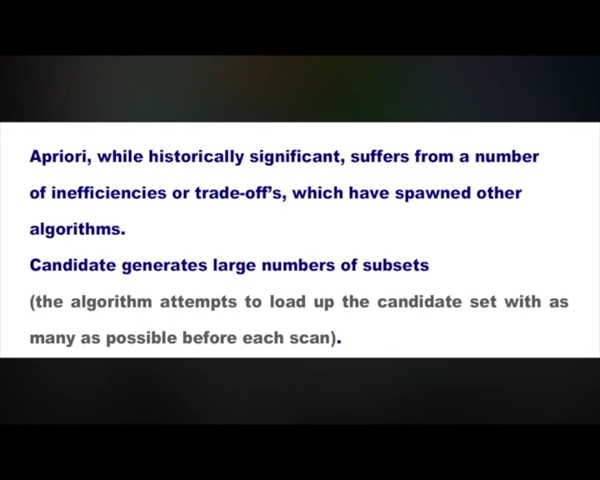 Apriori, while historically significant, suffers from a number
of inefficiencies or trade-off's, which have spawned other
algorithms.
Candidate generates large numbers of subsets
(the algorithm attempts to load up the candidate set with as
many as possible before each scan).